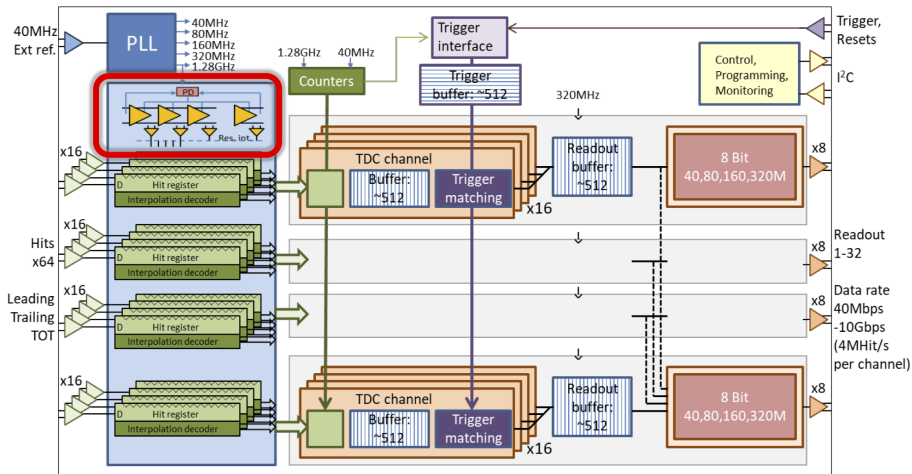 40MHz
Ext ref.
PLL
40MHz
80MHz
160MHz
320MHz
1.28GHz
1.28GHz
40MHz
Counters
Trigger
interface
Trigger
buffer: ~512
Trigger,
Resets
Control,
Programming,
Monitoring
I²C
PD
Res. int.
320MHz
x16
D
Hit register
Interpolation decoder
TDC channel
Buffer:
~512
Trigger
matching
x16
Readout
buffer:
~512
8 Bit
40,80,160,320M
x8
Hits
x64
x16
D
Hit register
Interpolation decoder
x8
Readout
1-32
Leading
Trailing
TOT
x16
D
Hit register
Interpolation decoder
x8
Data rate
40Mbps
-10Gbps
(4MHit/s
per channel)
x16
D
Hit register
Interpolation decoder
TDC channel
Buffer:
~512
Trigger
matching
x16
Readout
buffer:
~512
8 Bit
40,80,160,320M
x8